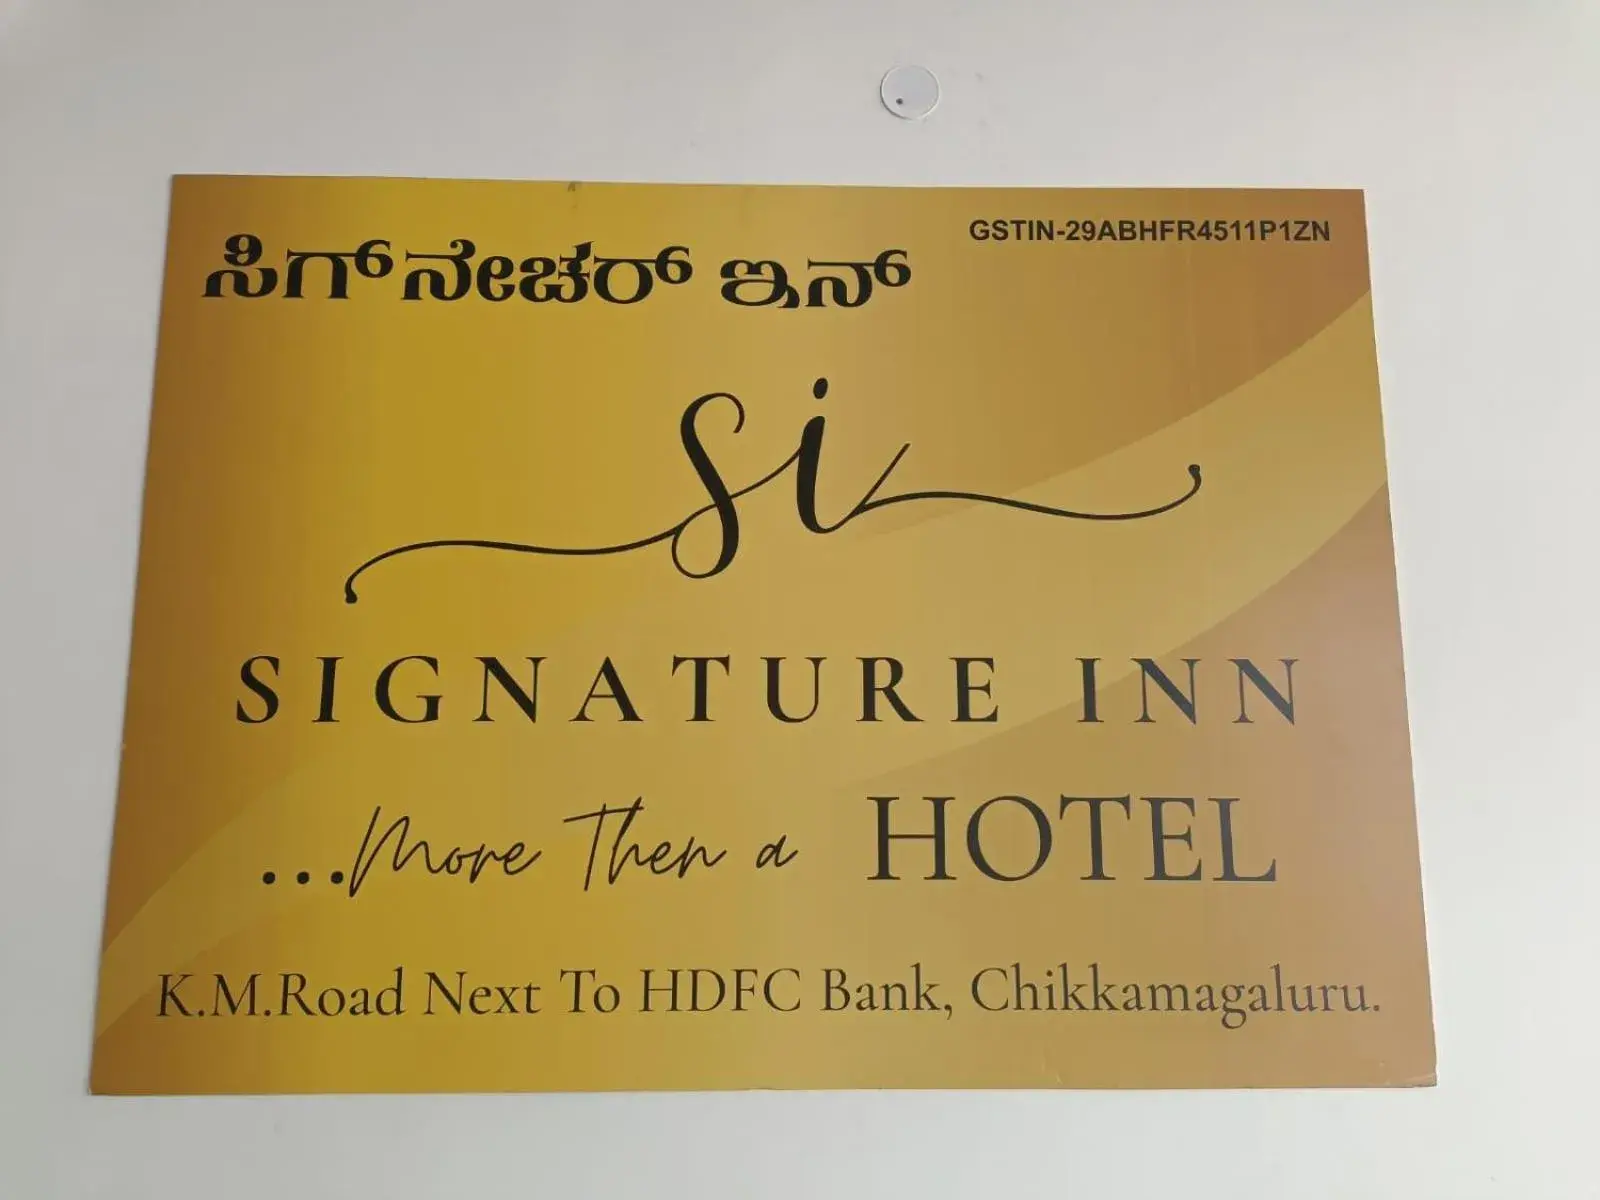 GSTIN-29ABHFR4511P1ZN
ಸಿಗ್ನೇಚರ್ ಇನ್
si
SIGNATURE INN
...More Then a HOTEL
K.M.Road Next To HDFC Bank, Chikkamagaluru.